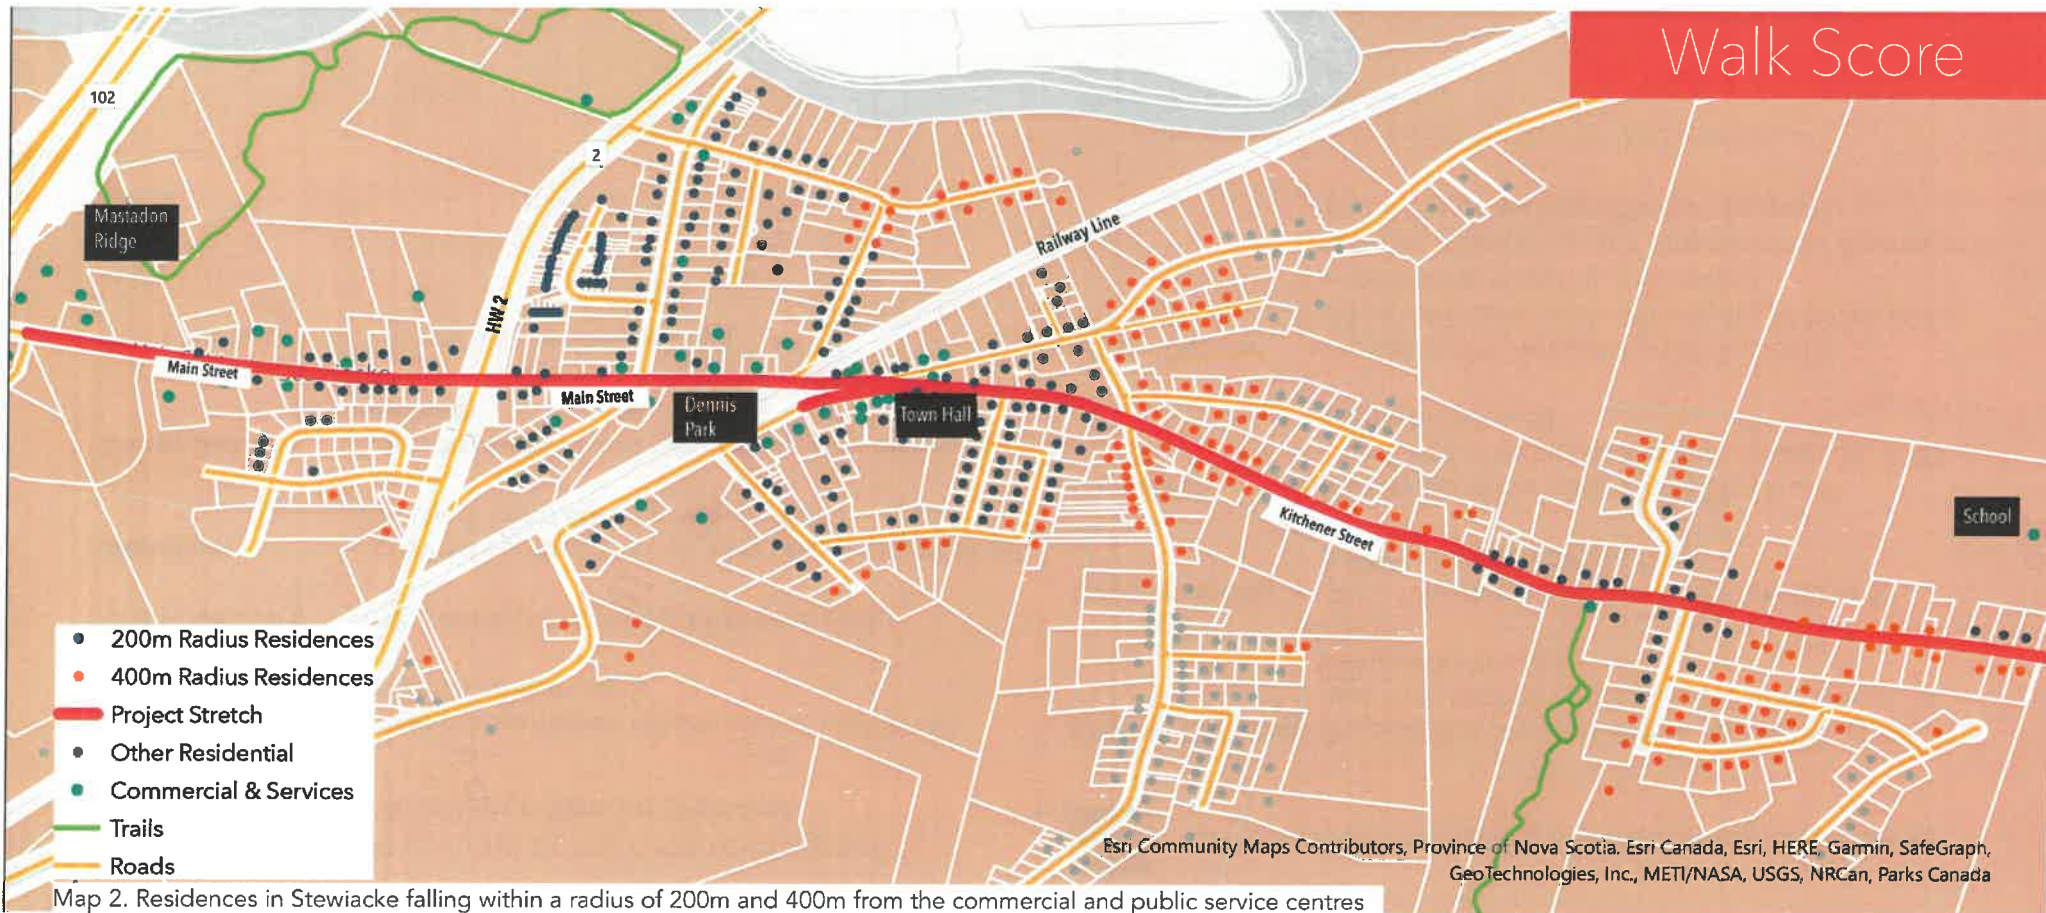 Walk Score
102
2
Mastadon
Ridge
Railway Line
HW 2
Main Street
Main Street
Dennis
Park
Town Hall
Kitchener Street
School
200m Radius Residences
400m Radius Residences
Project Stretch
Other Residential
Commercial & Services
Trails
Roads
Esri Community Maps Contributors, Province of Nova Scotia. Esri Canada, Esri, HERE, Garmin, SafeGraph,
GeoTechnologies, Inc., METI/NASA, USGS, NRCan, Parks Canada
Map 2. Residences in Stewiacke falling within a radius of 200m and 400m from the commercial and public service centres